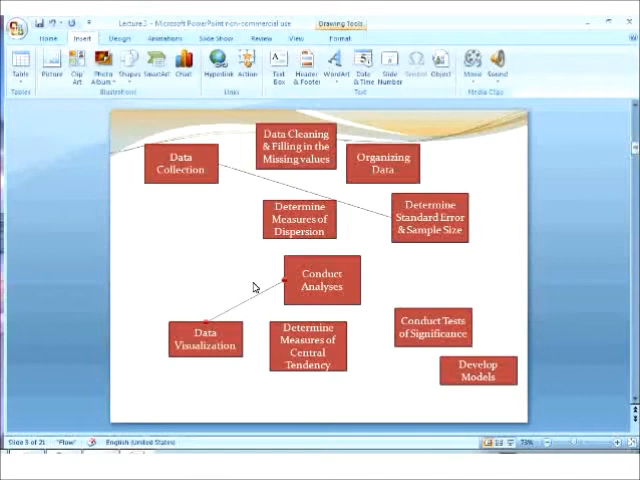 Lecture 3 - Microsoft PowerPoint non-commercial use
Drawing Tools
Home Insert Design Animations Slide Show Review View Format
Table
Picture
Clip
Art
Photo
Album
Shapes
SmartArt
Chart
Hyperlink
Action
Text
Box
Header
& Footer
WordArt
Date
& Time
Slide
Number
Symbol
Object
Movie
Sound
Tables
Illustrations
Links
Text
Media Clips
Data
Collection
Data Cleaning
& Filling in the
Missing values
Organizing
Data
Determine
Measures of
Dispersion
Determine
Standard Error
& Sample Size
Conduct
Analyses
Data
Visualization
Determine
Measures of
Central
Tendency
Conduct Tests
of Significance
Develop
Models
Slide 3 of 21
"Flow"
English (United States)
73%